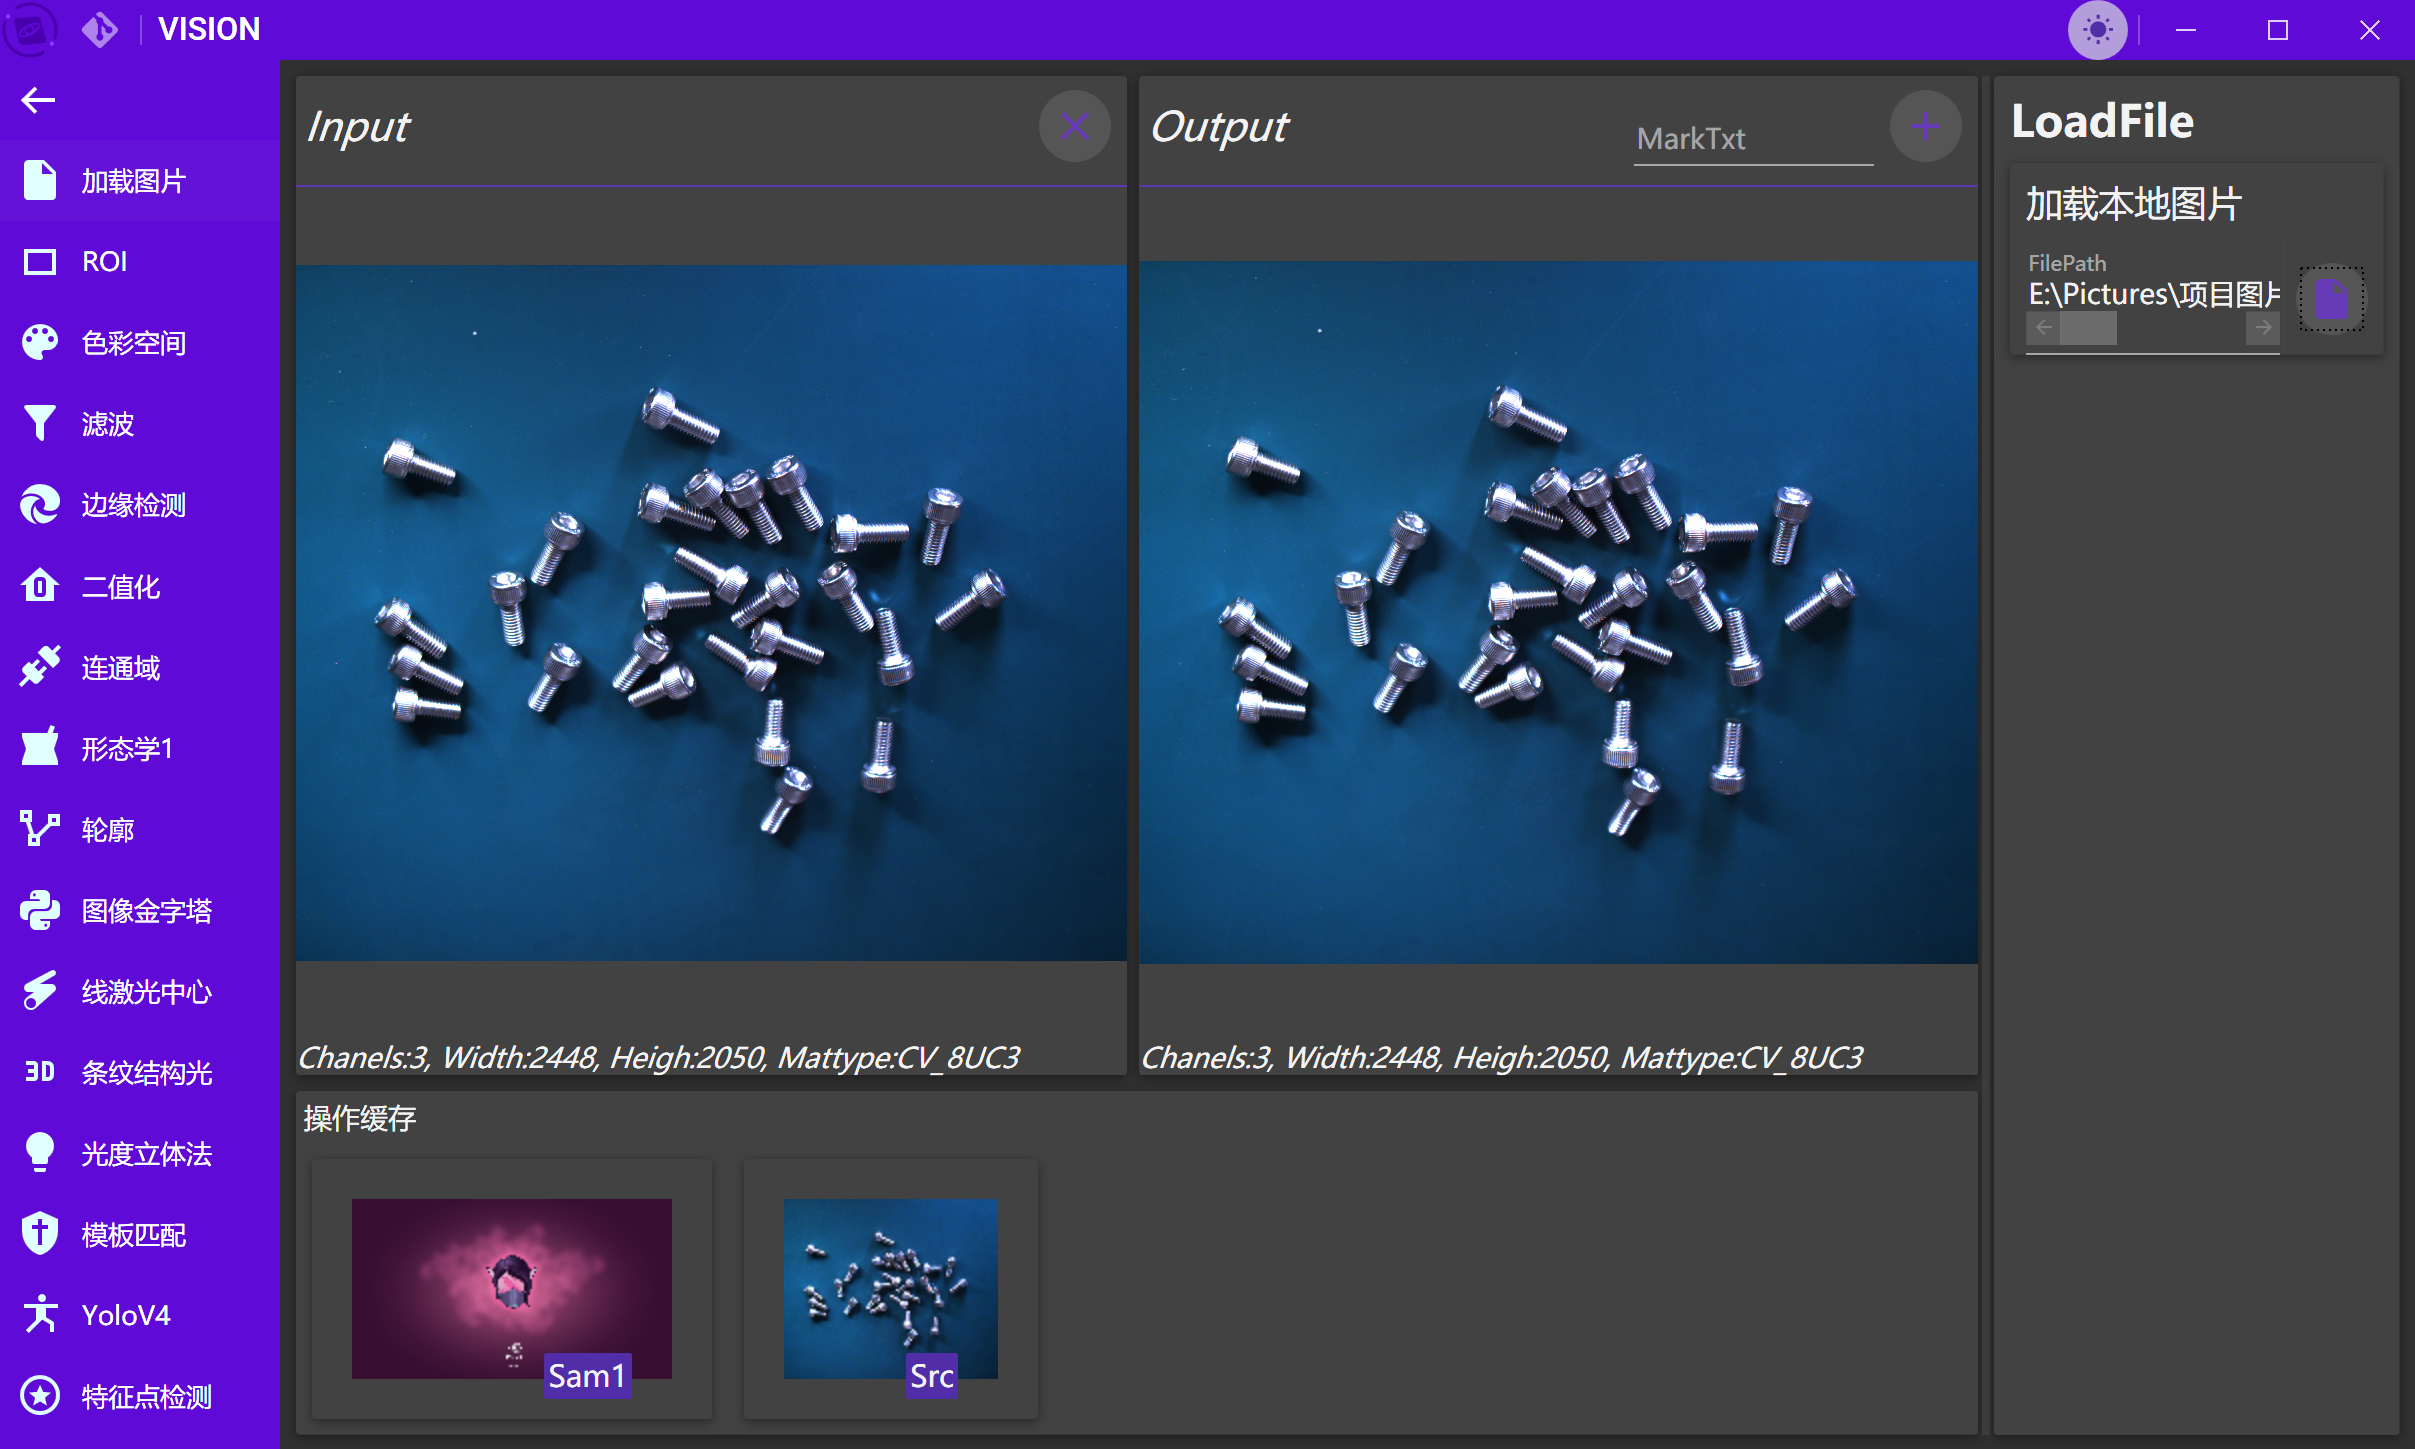 VISION
加载图片
ROI
色彩空间
滤波
边缘检测
二值化
连通域
形态学1
轮廓
图像金字塔
线激光中心
3D 条纹结构光
光度立体法
模板匹配
YoloV4
特征点检测
Input
Chanels:3, Width:2448, Heigh:2050, Mattype:CV_8UC3
Output
MarkTxt
Chanels:3, Width:2448, Heigh:2050, Mattype:CV_8UC3
操作缓存
Sam1
Src
LoadFile
加载本地图片
FilePath
E:\Pictures\项目图片